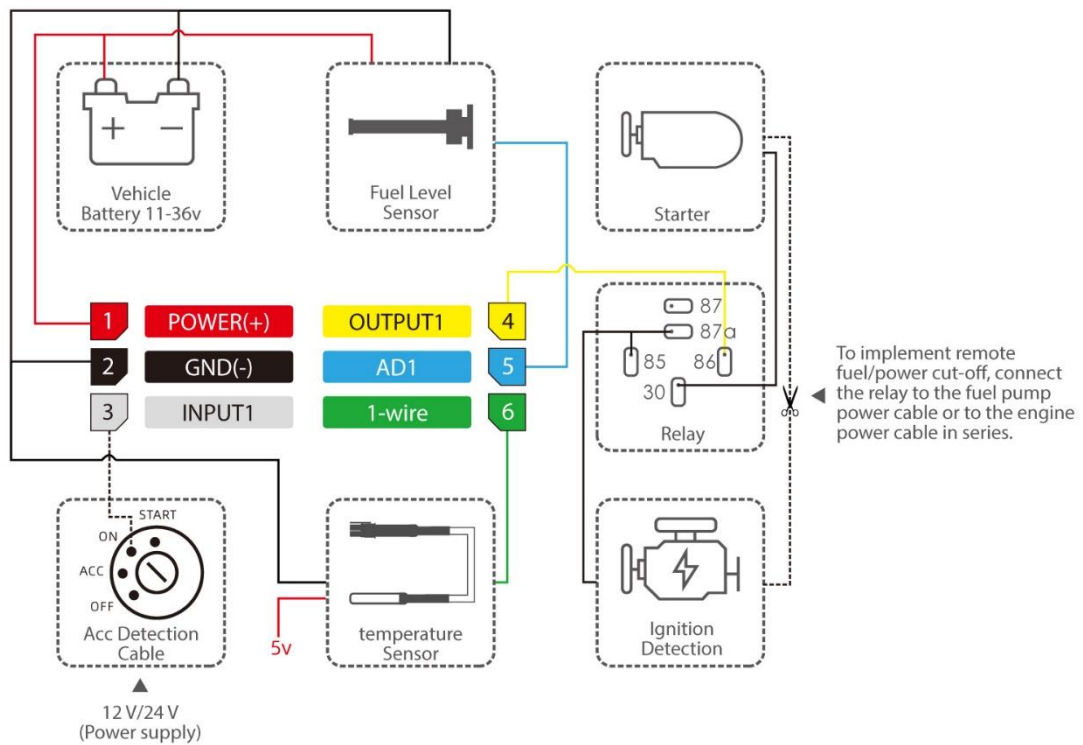 Vehicle
Battery 11-36v
+
−
Fuel Level
Sensor
Starter
1
POWER(+)
OUTPUT1
4
2
GND(-)
AD1
5
3
INPUT1
1-wire
6
87
87a
85
86
30
Relay
To implement remote
fuel/power cut-off, connect
the relay to the fuel pump
power cable or to the engine
power cable in series.
START
ON
ACC
OFF
Acc Detection
Cable
5v
temperature
Sensor
Ignition
Detection
12 V/24 V
(Power supply)